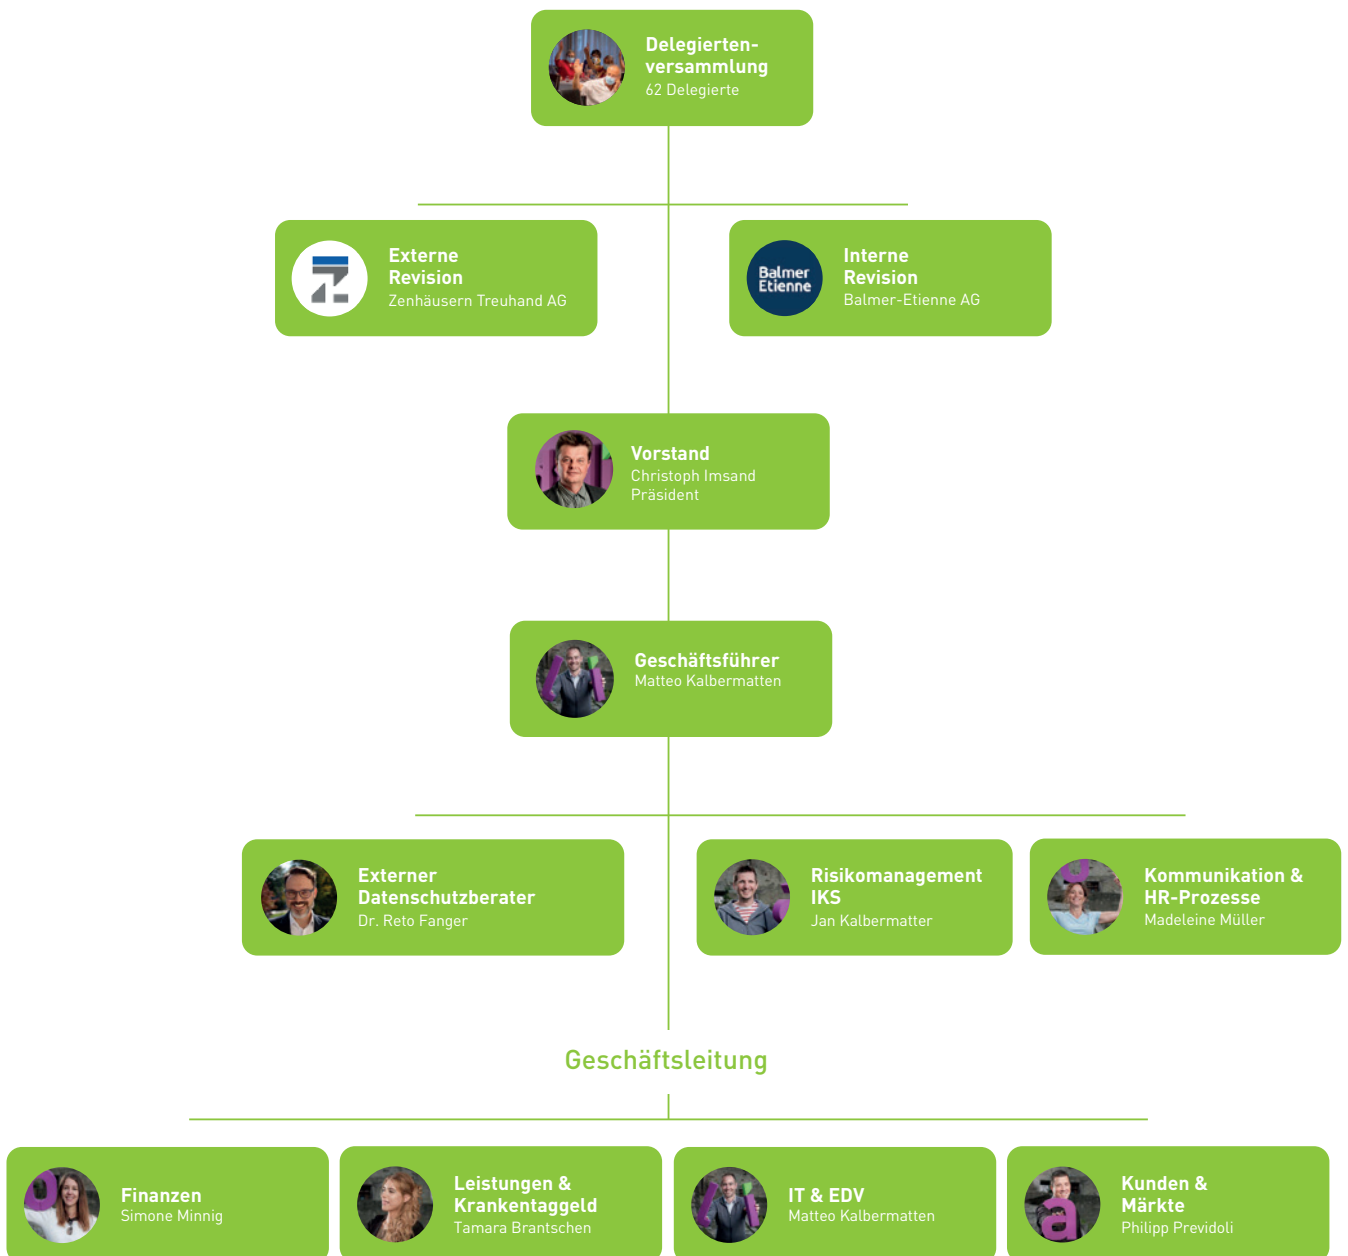 Delegierten-
versammlung
62 Delegierte
Externe
Revision
Zenhäusern Treuhand AG
Balmer
Etienne
Interne
Revision
Balmer-Etienne AG
Vorstand
Christoph Imsand
Präsident
Geschäftsführer
Matteo Kalbermatten
Externer
Datenschutzberater
Dr. Reto Fanger
Risikomanagement
IKS
Jan Kalbermatter
Kommunikation &
HR-Prozesse
Madeleine Müller
Geschäftsleitung
Finanzen
Simone Minnig
Leistungen &
Krankentaggeld
Tamara Brantschen
IT & EDV
Matteo Kalbermatten
a
Kunden &
Märkte
Philipp Previdoli